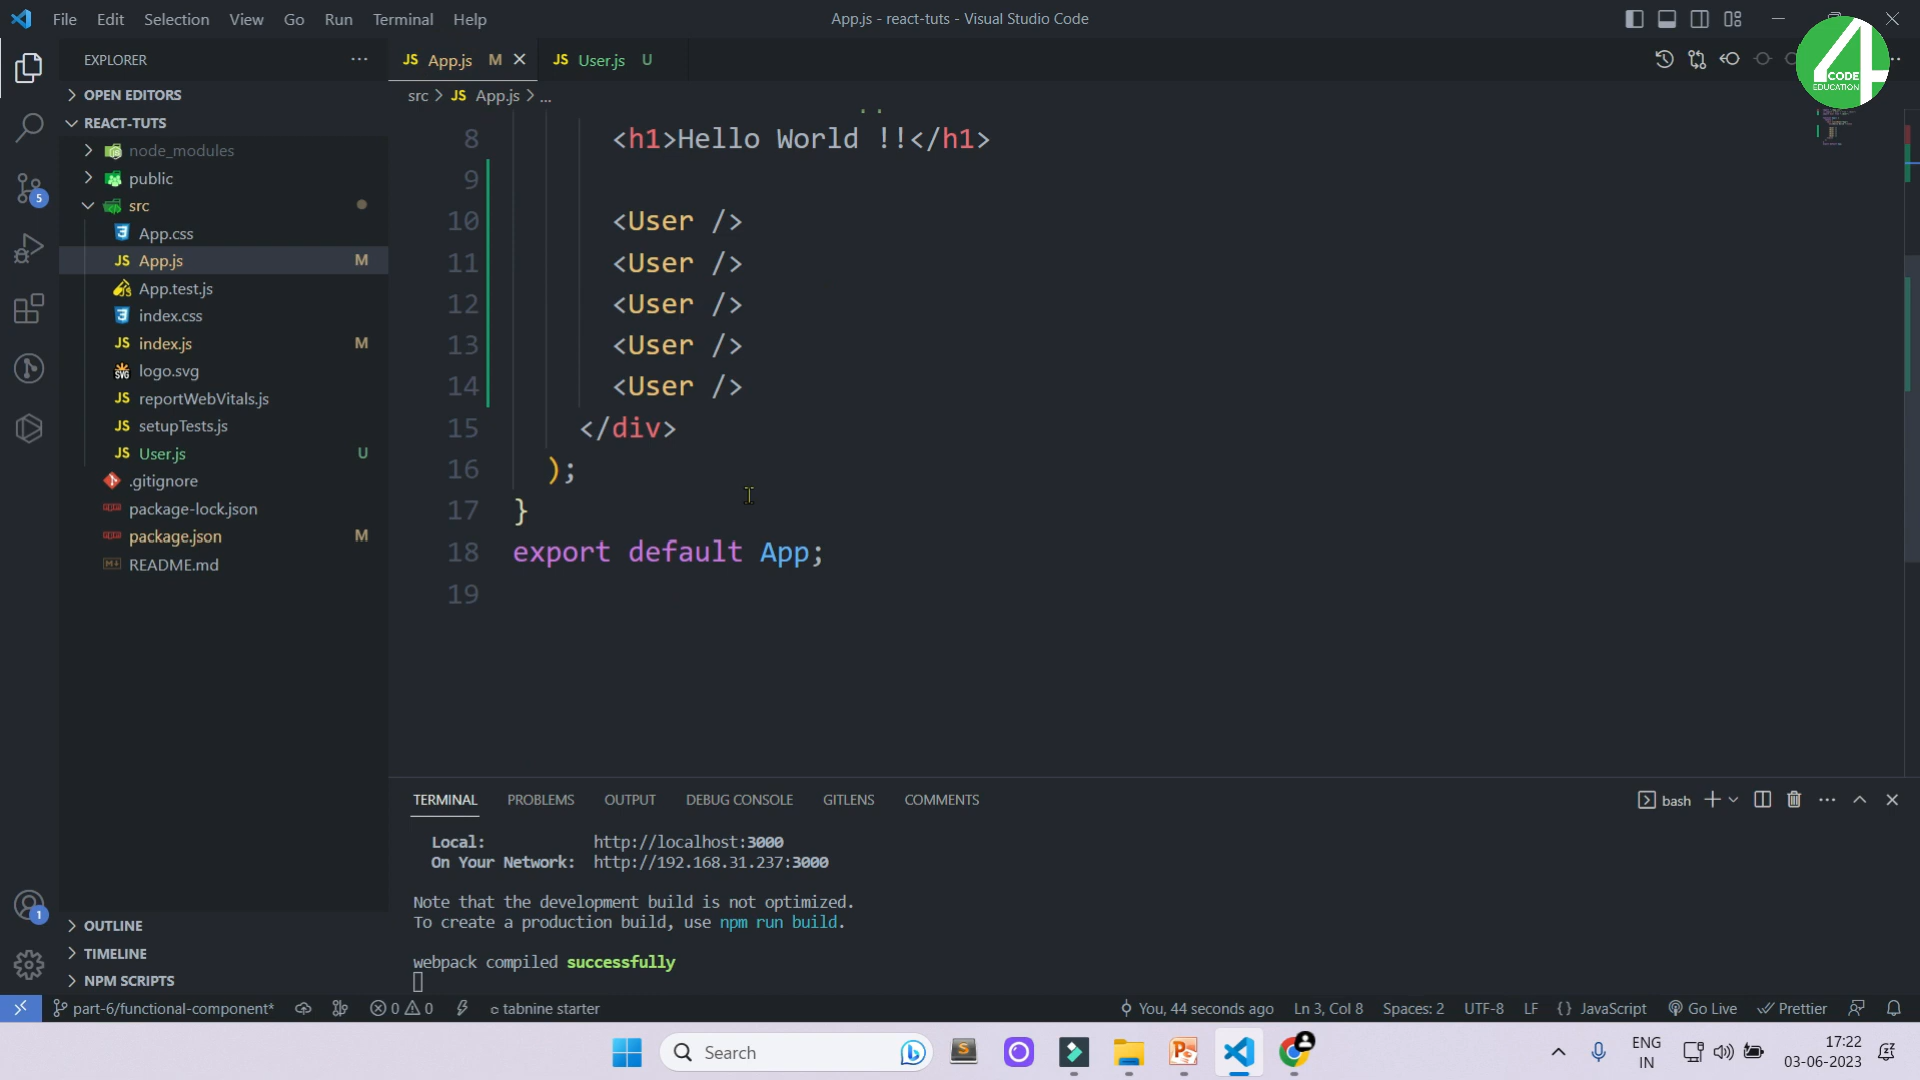 File Edit Selection View Go Run Terminal Help
App.js - react-tuts - Visual Studio Code
4 CODE EDUCATION
EXPLORER
OPEN EDITORS
REACT-TUTS
node_modules
public
src
App.css
App.js M
App.test.js
index.css
index.js M
logo.svg
reportWebVitals.js
setupTests.js
User.js U
.gitignore
package-lock.json
package.json M
README.md
OUTLINE
TIMELINE
NPM SCRIPTS
5
1
JS App.js M
JS User.js U
src > JS App.js > ...
8 <h1>Hello World !!</h1>
9
10 <User />
11 <User />
12 <User />
13 <User />
14 <User />
15 </div>
16 );
17 }
18 export default App;
19
TERMINAL PROBLEMS OUTPUT DEBUG CONSOLE GITLENS COMMENTS
bash
Local: http://localhost:3000
On Your Network: http://192.168.31.237:3000
Note that the development build is not optimized.
To create a production build, use npm run build.
webpack compiled successfully
part-6/functional-component* 0 0 tabnine starter
You, 44 seconds ago Ln 3, Col 8 Spaces: 2 UTF-8 LF {} JavaScript Go Live Prettier
Search
ENG
IN
17:22
03-06-2023